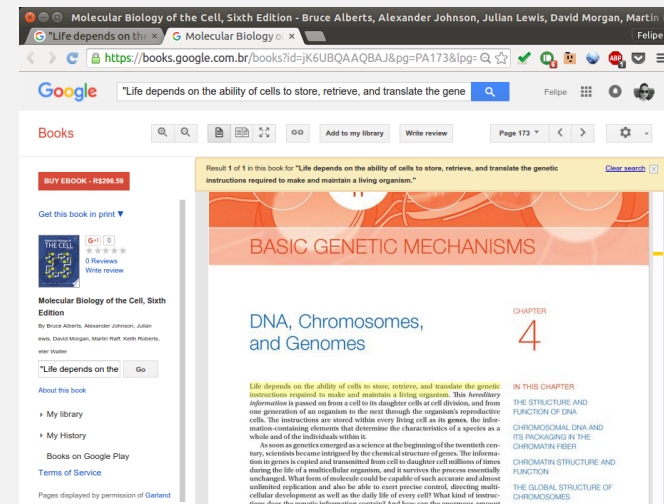 Molecular Biology of the Cell, Sixth Edition - Bruce Alberts, Alexander Johnson, Julian Lewis, David Morgan, Martin
"Life depends on the
Molecular Biology of
Felipe
https://books.google.com.br/books?id=jK6UBQAAQBAJ&pg=PA173&lpg=
ABP
Google
"Life depends on the ability of cells to store, retrieve, and translate the gene
Felipe
Books
Add to my library
Write review
Page 173
Result 1 of 1 in this book for "Life depends on the ability of cells to store, retrieve, and translate the genetic
instructions required to make and maintain a living organism."
Clear search
BUY EBOOK - R$298.59
Get this book in print ▼
THE CELL
G+1 0
0 Reviews
Write review
Molecular Biology of the Cell, Sixth
Edition
By Bruce Alberts, Alexander Johnson, Julian
ewis, David Morgan, Martin Raff, Keith Roberts,
eter Walter
"Life depends on the
Go
About this book
My library
My History
Books on Google Play
Terms of Service
Pages displayed by permission of Garland
BASIC GENETIC MECHANISMS
DNA, Chromosomes,
and Genomes
CHAPTER
4
Life depends on the ability of cells to store, retrieve, and translate the genetic
instructions required to make and maintain a living organism. This hereditary
information is passed on from a cell to its daughter cells at cell division, and from
one generation of an organism to the next through the organism's reproductive
cells. The instructions are stored within every living cell as its genes, the infor-
mation-containing elements that determine the characteristics of a species as a
whole and of the individuals within it.
As soon as genetics emerged as a science at the beginning of the twentieth cen-
tury, scientists became intrigued by the chemical structure of genes. The informa-
tion in genes is copied and transmitted from cell to daughter cell millions of times
during the life of a multicellular organism, and it survives the process essentially
unchanged. What form of molecule could be capable of such accurate and almost
unlimited replication and also be able to exert precise control, directing multi-
cellular development as well as the daily life of every cell? What kind of instruc-
tions does the genetic information contain? And how can the enormous amount
IN THIS CHAPTER
THE STRUCTURE AND
FUNCTION OF DNA
CHROMOSOMAL DNA AND
ITS PACKAGING IN THE
CHROMATIN FIBER
CHROMATIN STRUCTURE AND
FUNCTION
THE GLOBAL STRUCTURE OF
CHROMOSOMES